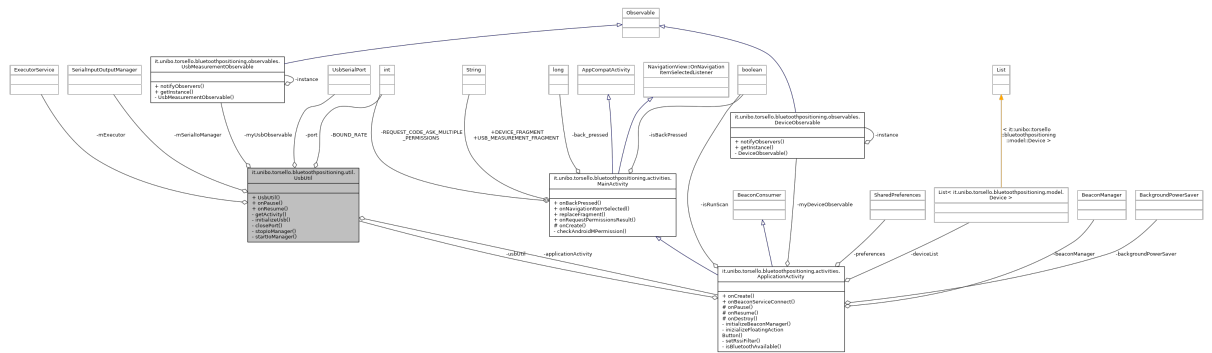 Observable
ExecutorService
SerialInputOutputManager
it.unibo.torsello.bluetoothpositioning.observables.
UsbMeasurementObservable
+ notifyObservers()
+ getInstance()
- UsbMeasurementObservable()
-instance
UsbSerialPort
int
String
long
AppCompatActivity
NavigationView::OnNavigation
ItemSelectedListener
boolean
List
it.unibo.torsello.bluetoothpositioning.observables.
DeviceObservable
+ notifyObservers()
+ getInstance()
- DeviceObservable()
-instance
-mExecutor
-mSerialIoManager
-myUsbObservable
-port
-BOUND_RATE
-REQUEST_CODE_ASK_MULTIPLE
_PERMISSIONS
+DEVICE_FRAGMENT
+USB_MEASUREMENT_FRAGMENT
-back_pressed
-isBackPressed
< it::unibo::torsello
::bluetoothpositioning
::model::Device >
it.unibo.torsello.bluetoothpositioning.util.
UsbUtil
+ UsbUtil()
+ onPause()
+ onResume()
- getActivity()
- initializeUsb()
- closePort()
- stopIoManager()
- startIoManager()
it.unibo.torsello.bluetoothpositioning.activities.
MainActivity
+ onBackPressed()
+ onNavigationItemSelected()
+ replaceFragment()
+ onRequestPermissionsResult()
# onCreate()
- checkAndroidMPermission()
BeaconConsumer
SharedPreferences
List< it.unibo.torsello.bluetoothpositioning.model.
Device >
BeaconManager
BackgroundPowerSaver
-isRunScan
-myDeviceObservable
-usbUtil
-applicationActivity
-preferences
-deviceList
-beaconManager
-backgroundPowerSaver
it.unibo.torsello.bluetoothpositioning.activities.
ApplicationActivity
+ onCreate()
+ onBeaconServiceConnect()
# onPause()
# onResume()
# onDestroy()
- initializeBeaconManager()
- inizializeFloatingAction
Button()
- setRssiFilter()
- isBluetoothAvailable()